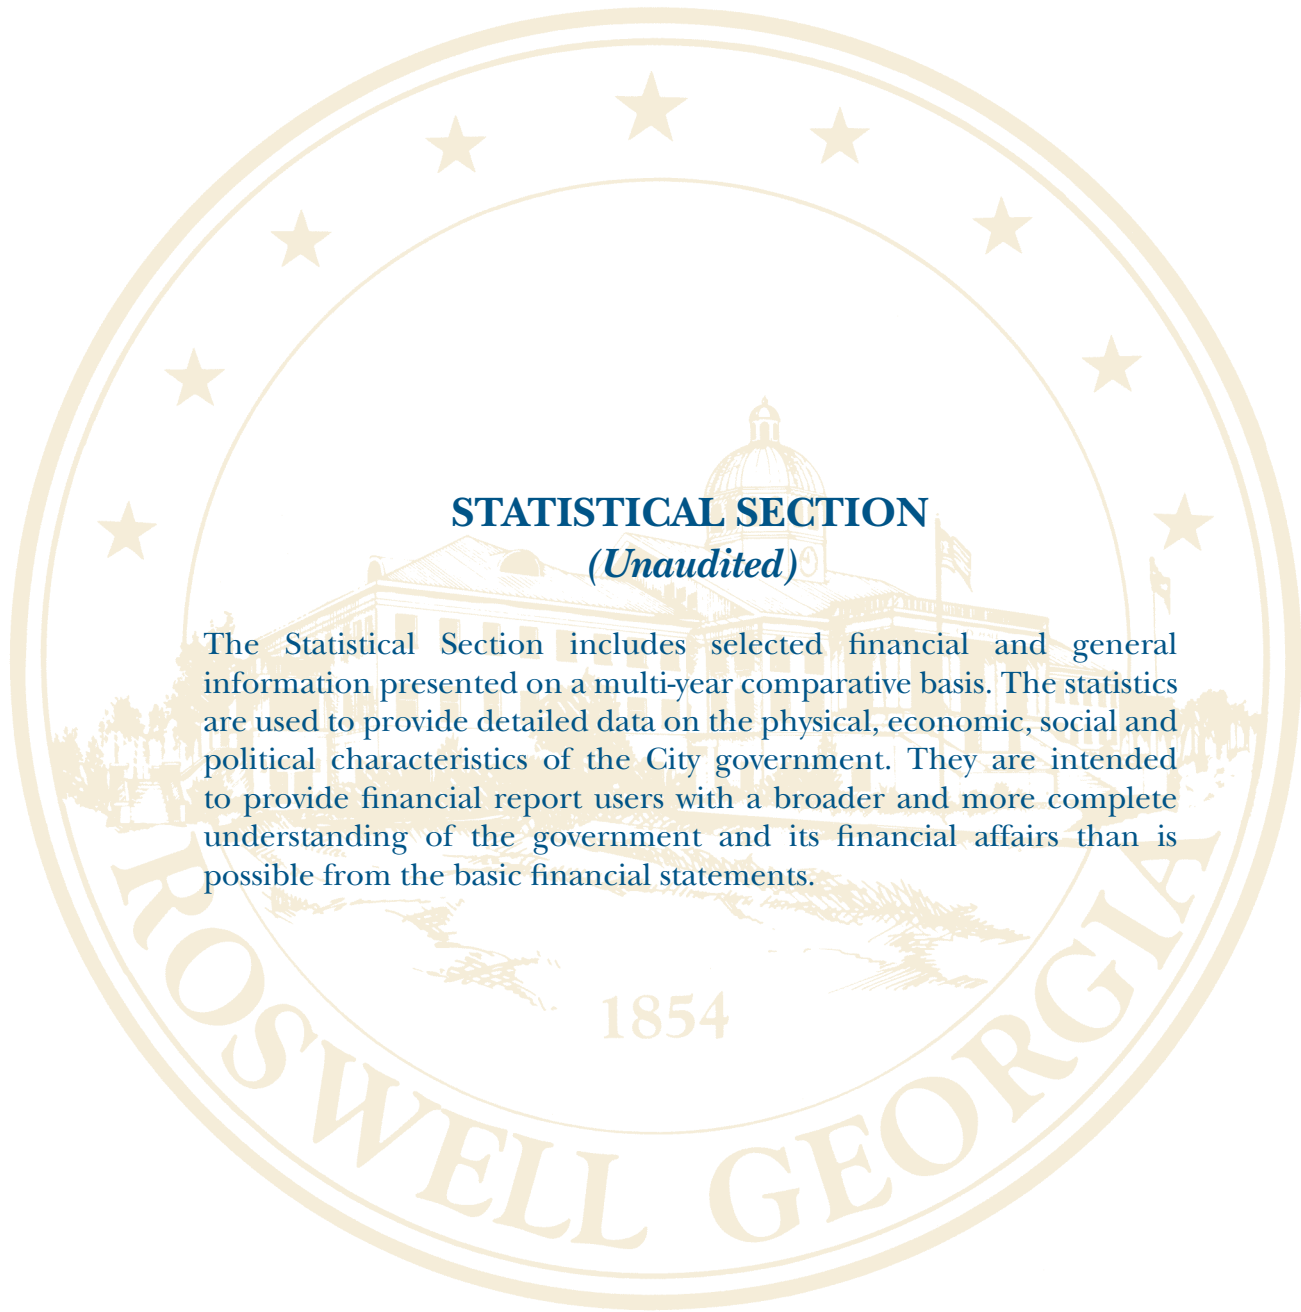 STATISTICAL SECTION
(Unaudited)
The Statistical Section includes selected financial and general
information presented on a multi-year comparative basis. The statistics
are used to provide detailed data on the physical, economic, social and
political characteristics of the City government. They are intended
to provide financial report users with a broader and more complete
understanding of the government and its financial affairs than is
possible from the basic financial statements.
1854
ROSWELL GEORGIA